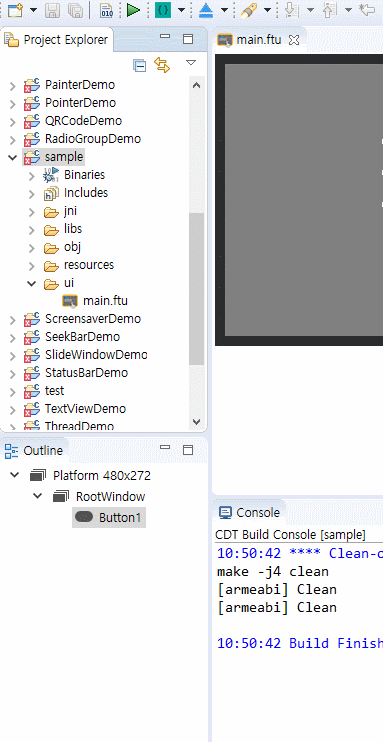 Project Explorer
PainterDemo
PointerDemo
QRCodeDemo
RadioGroupDemo
sample
Binaries
Includes
jni
libs
obj
resources
ui
main.ftu
ScreensaverDemo
SeekBarDemo
SlideWindowDemo
StatusBarDemo
test
TextViewDemo
ThreadDemo
Outline
Platform 480x272
RootWindow
Button1
main.ftu
Console
CDT Build Console [sample]
10:50:42 **** Clean-o
make -j4 clean
[armeabi] Clean
[armeabi] Clean
10:50:42 Build Finish